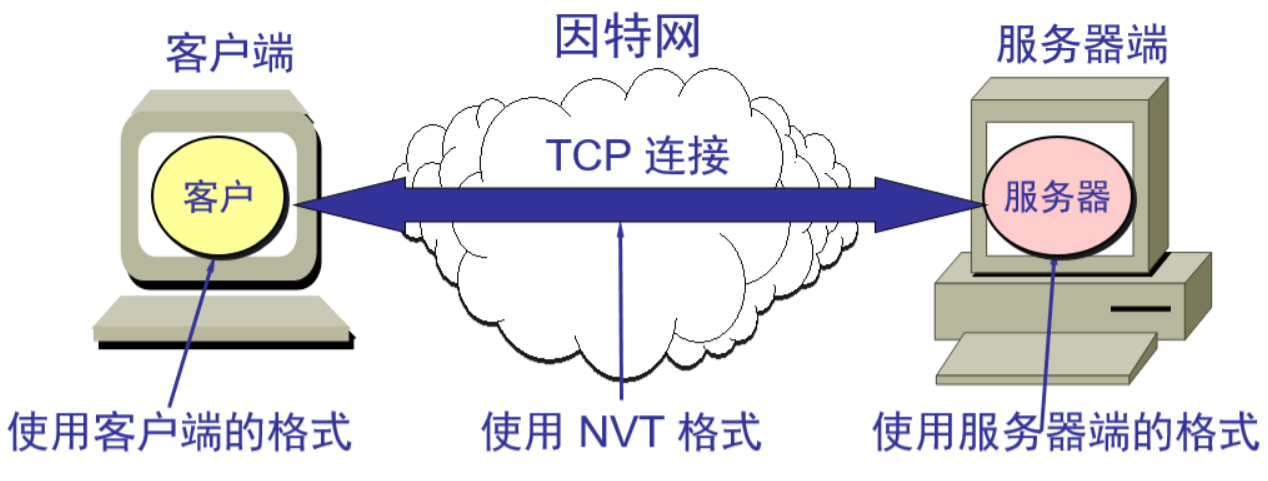 客户端
因特网
服务器端
TCP 连接
客户
服务器
使用客户端的格式
使用 NVT 格式
使用服务器端的格式